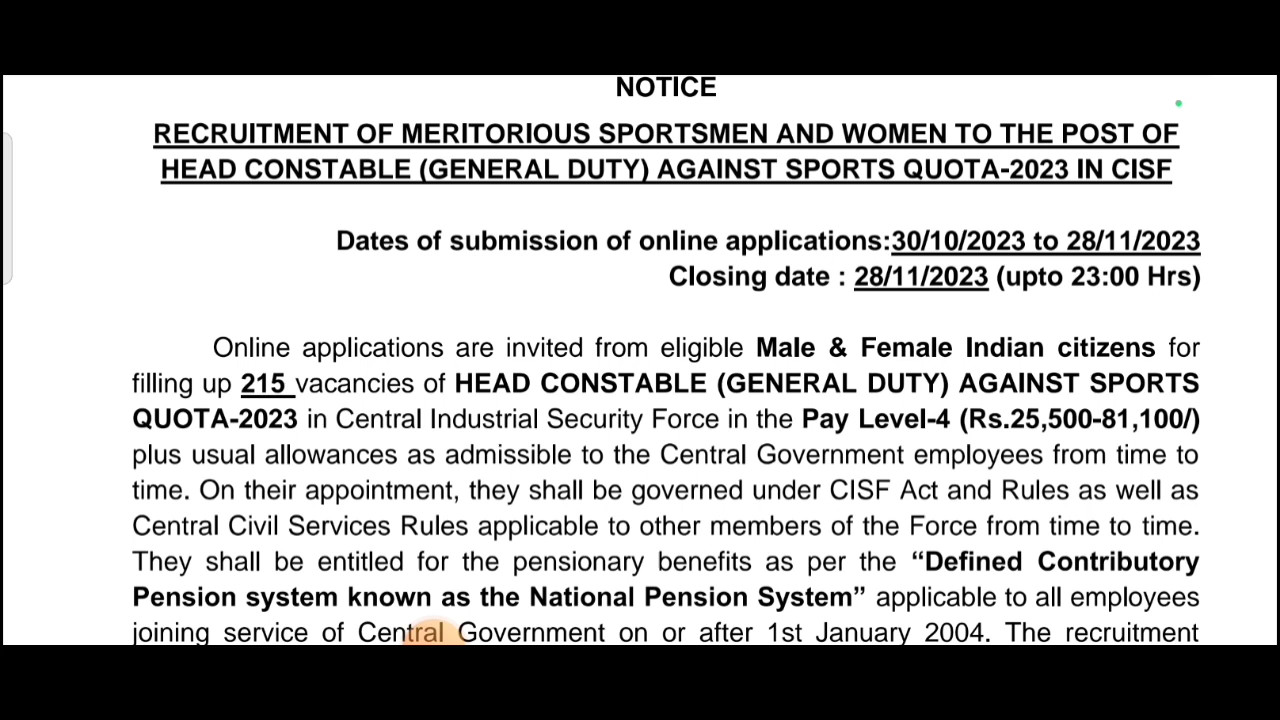 NOTICE
RECRUITMENT OF MERITORIOUS SPORTSMEN AND WOMEN TO THE POST OF
HEAD CONSTABLE (GENERAL DUTY) AGAINST SPORTS QUOTA-2023 IN CISF
Dates of submission of online applications:30/10/2023 to 28/11/2023
Closing date : 28/11/2023 (upto 23:00 Hrs)
Online applications are invited from eligible Male & Female Indian citizens for
filling up 215 vacancies of HEAD CONSTABLE (GENERAL DUTY) AGAINST SPORTS
QUOTA-2023 in Central Industrial Security Force in the Pay Level-4 (Rs.25,500-81,100/)
plus usual allowances as admissible to the Central Government employees from time to
time. On their appointment, they shall be governed under CISF Act and Rules as well as
Central Civil Services Rules applicable to other members of the Force from time to time.
They shall be entitled for the pensionary benefits as per the “Defined Contributory
Pension system known as the National Pension System” applicable to all employees
joining service of Central Government on or after 1st January 2004. The recruitment